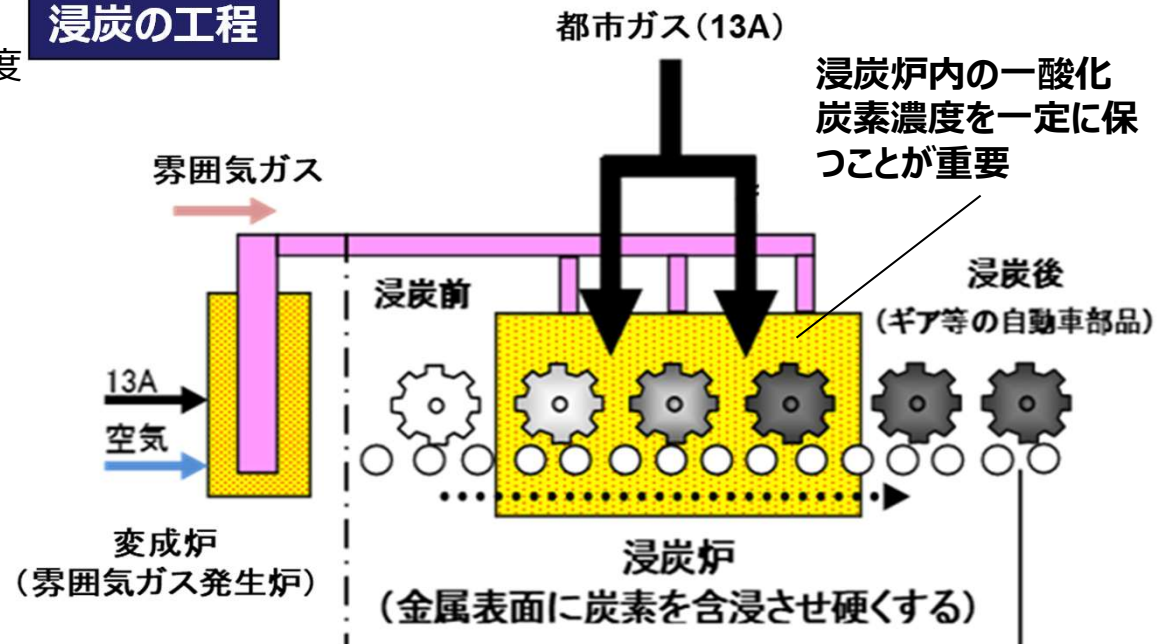 浸炭の工程
度
都市ガス(13A)
浸炭炉内の一酸化
炭素濃度を一定に保
つことが重要
雰囲気ガス
浸炭前
浸炭後
(ギア等の自動車部品)
13A
空気
変成炉
(雰囲気ガス発生炉)
浸炭炉
(金属表面に炭素を含浸させ硬くする)